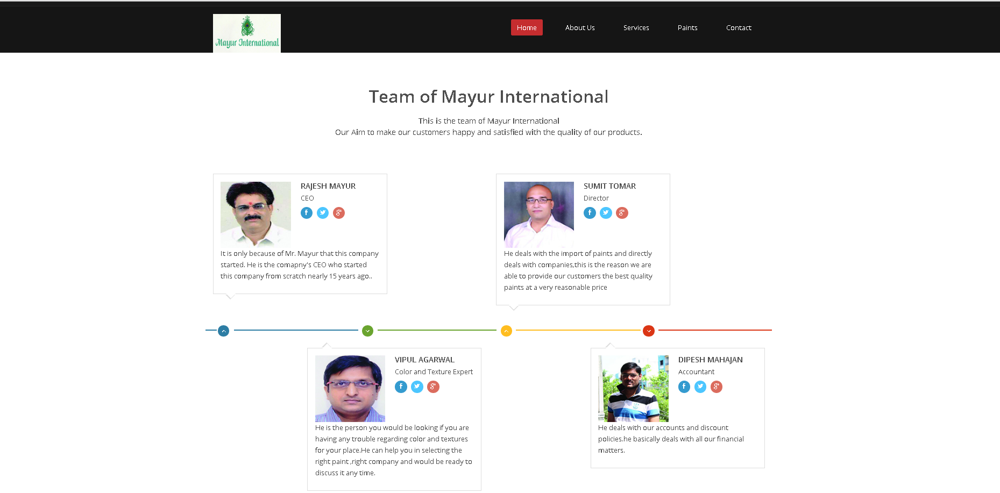 Mayur International
Home
About Us
Services
Paints
Contact
Team of Mayur International
This is the team of Mayur International
Our Aim to make our customers happy and satisfied with the quality of our products.
RAJESH MAYUR
CEO
It is only because of Mr. Mayur that this company
started. He is the comapny's CEO who started
this company from scratch nearly 15 years ago..
SUMIT TOMAR
Director
He deals with the import of paints and directly
deals with companies,this is the reason we are
able to provide our customers the best quality
paints at a very reasonable price
VIPUL AGARWAL
Color and Texture Expert
He is the person you would be looking if you are
having any trouble regarding color and textures
for your place.He can help you in selecting the
right paint ,right company and would be ready to
discuss it any time.
DIPESH MAHAJAN
Accountant
He deals with our accounts and discount
policies.he basically deals with all our financial
matters.